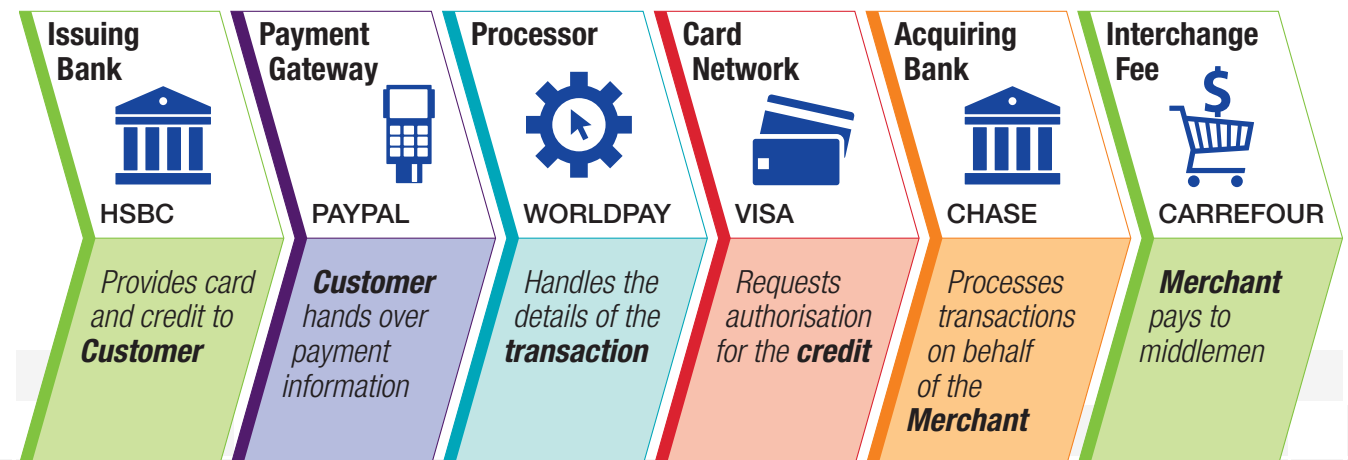 Issuing
Bank
HSBC
Provides card
and credit to
Customer
Payment
Gateway
PAYPAL
Customer
hands over
payment
information
Processor
WORLDPAY
Handles the
details of the
transaction
Card
Network
VISA
Requests
authorisation
for the credit
Acquiring
Bank
CHASE
Processes
transactions
on behalf
of the
Merchant
Interchange
Fee
$
CARREFOUR
Merchant
pays to
middlemen